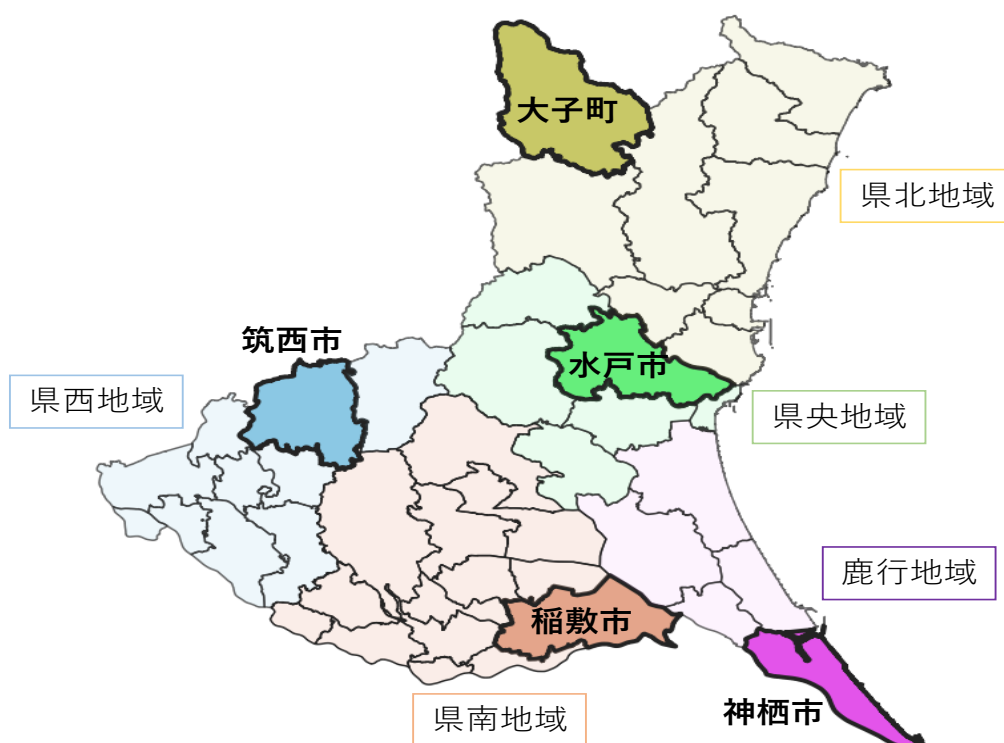 大子町
県北地域
筑西市
水戸市
県西地域
県央地域
鹿行地域
稲敷市
神栖市
県南地域